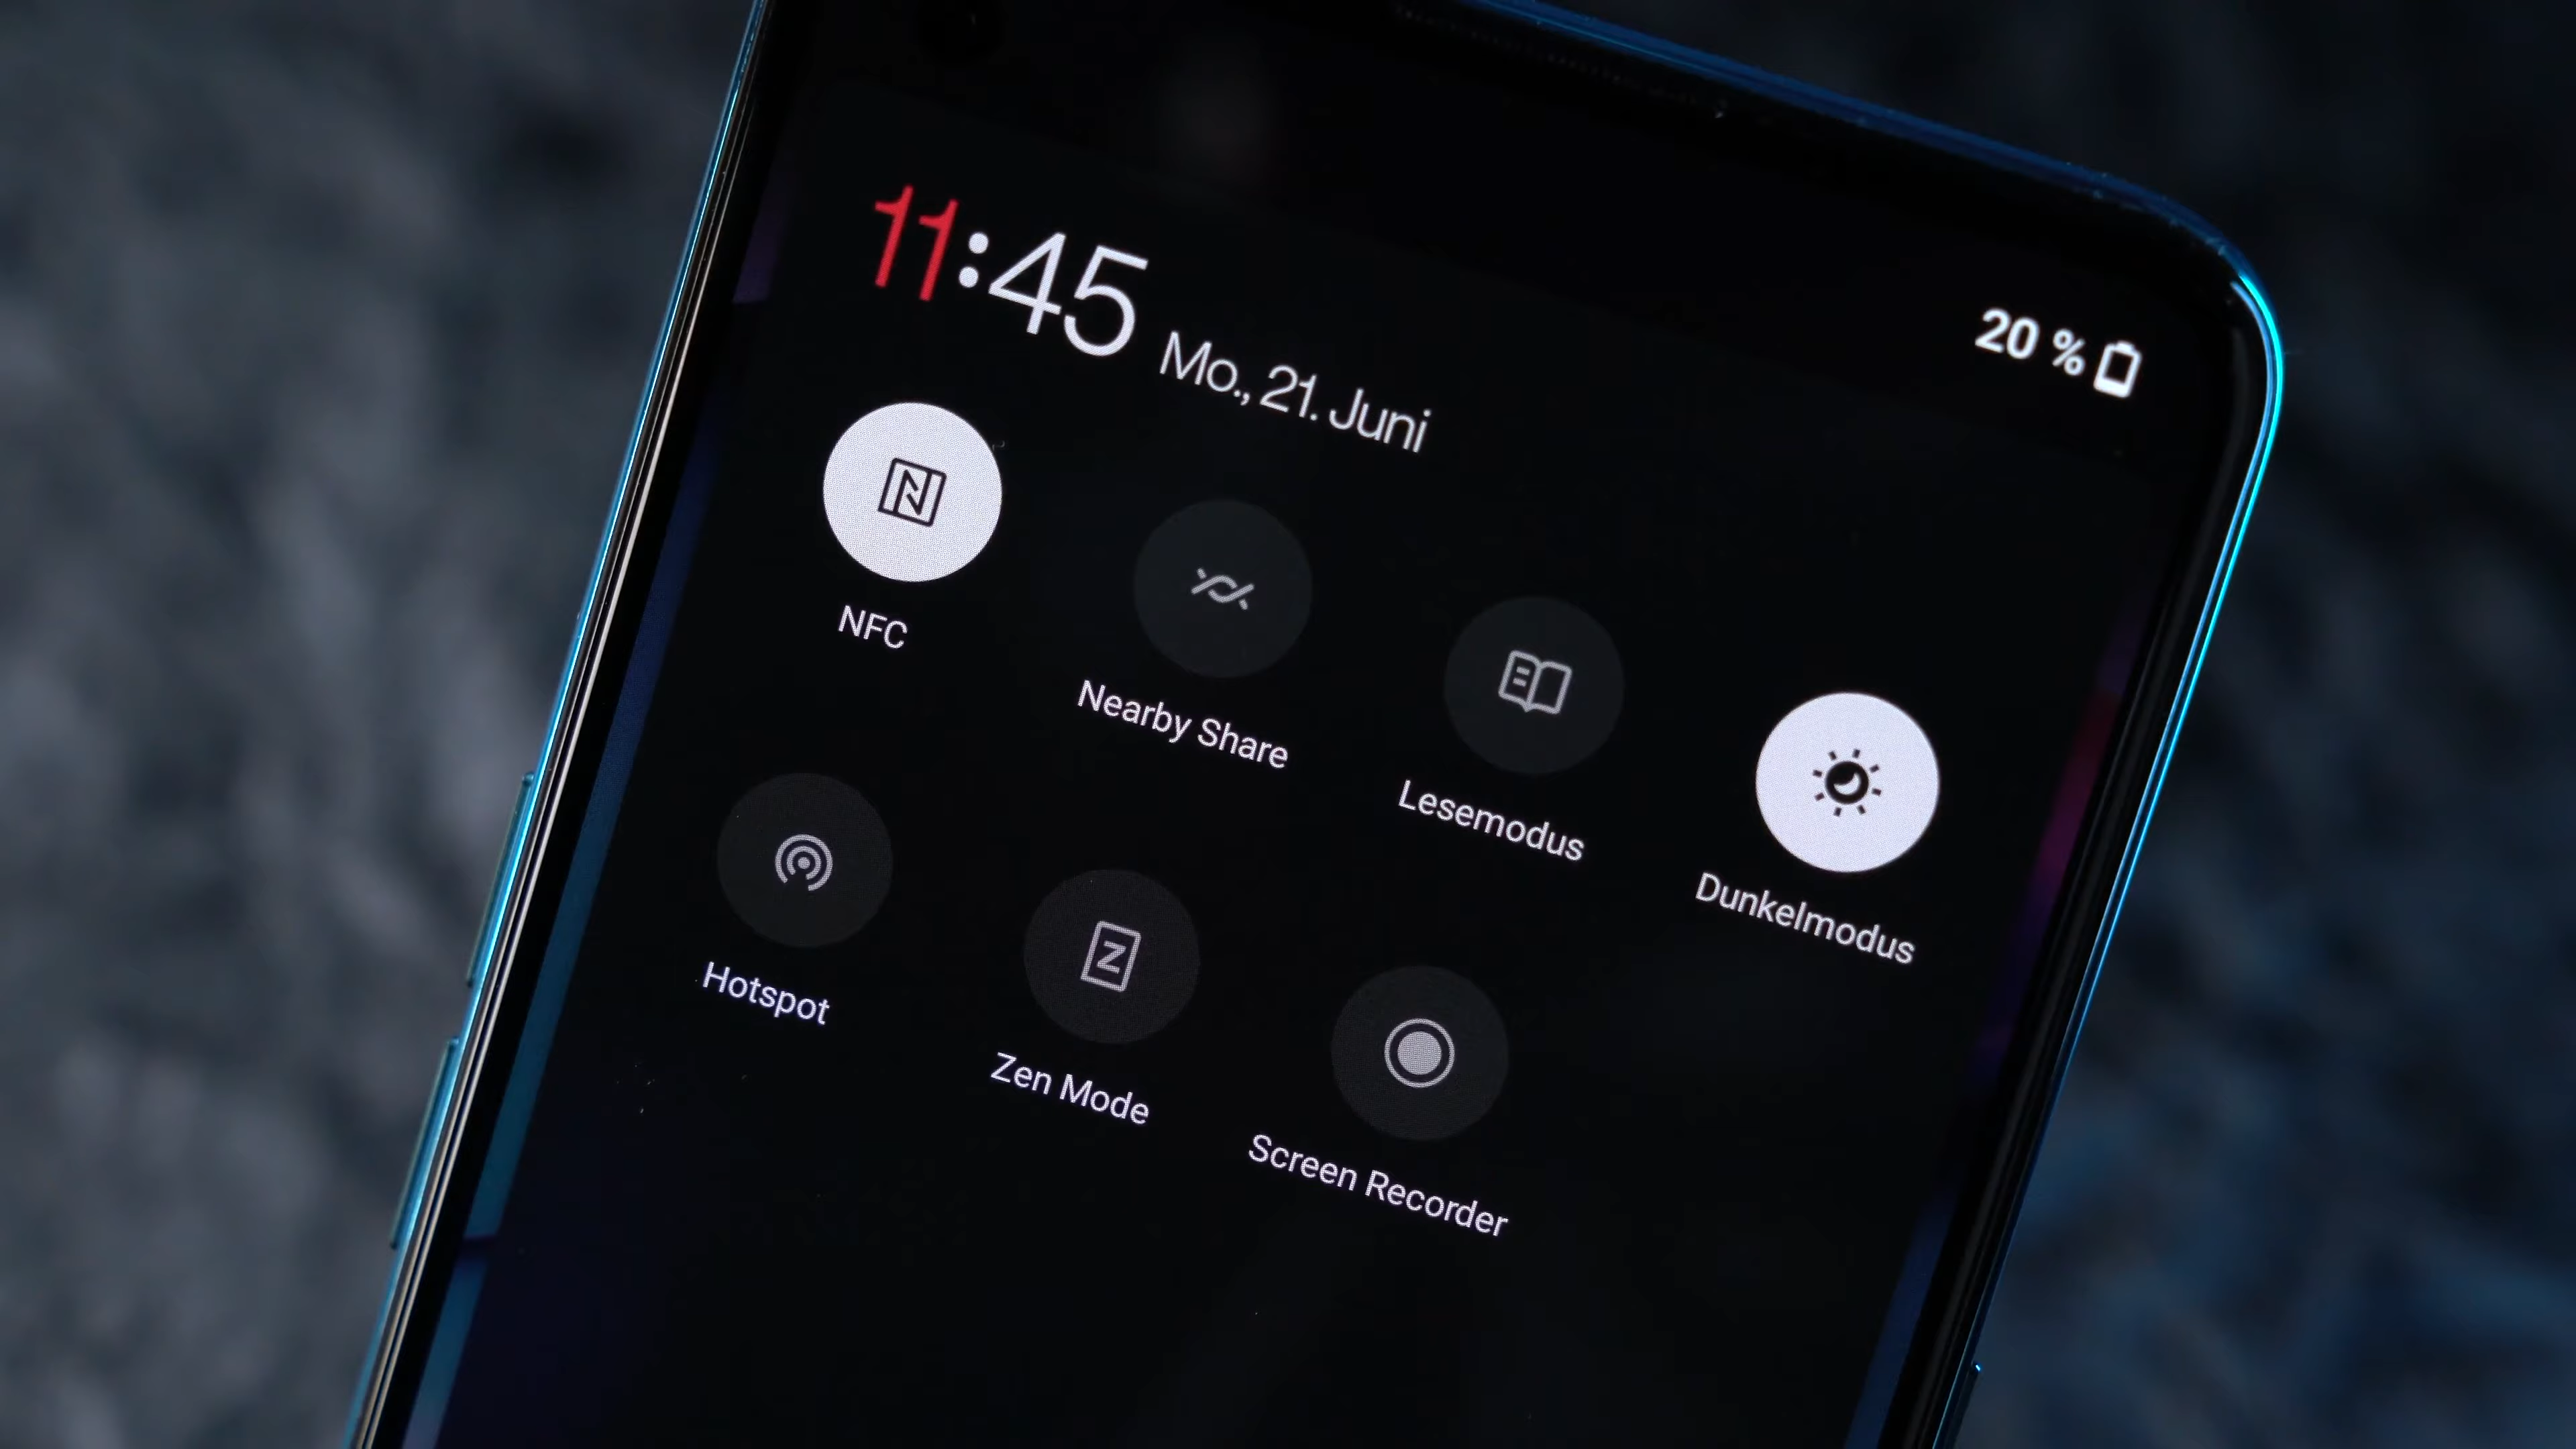 11:45 Mo., 21. Juni
20 %
NFC
Nearby Share
Lesemodus
Dunkelmodus
Hotspot
Zen Mode
Screen Recorder